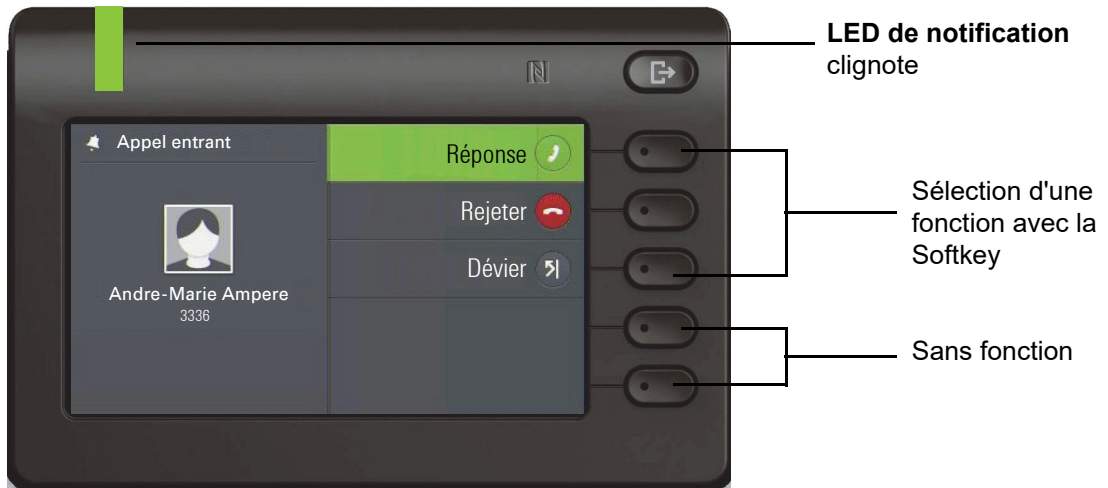 LED de notification
clignote
Appel entrant
Réponse
Rejeter
Dévier
Andre-Marie Ampere
3336
Sélection d'une
fonction avec la
Softkey
Sans fonction